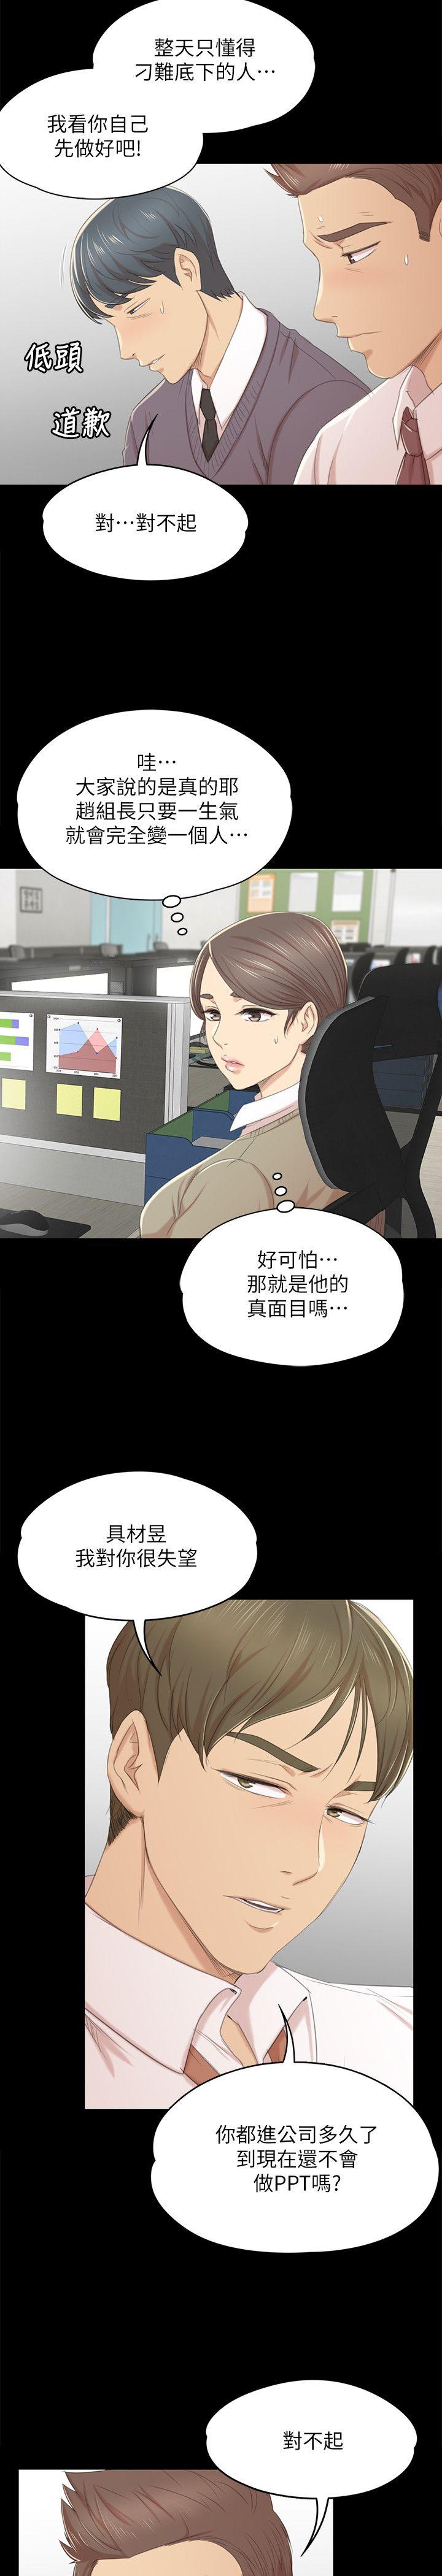 整天只懂得
刁難底下的人…
我看你自己
先做好吧!
低頭
道歉
對…對不起
哇…
大家說的是真的耶
趙組長只要一生氣
就會完全變一個人…
好可怕…
那就是他的
真面目嗎…
具材昱
我對你很失望
你都進公司多久了
到現在還不會
做PPT嗎?
對不起